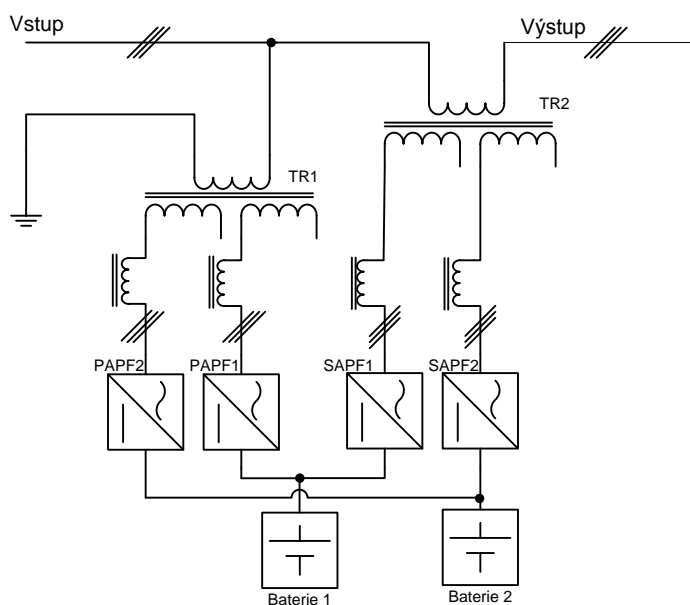 Vstup
Výstup
TR2
TR1
PAPF2
PAPF1
SAPF1
SAPF2
Baterie 1
Baterie 2